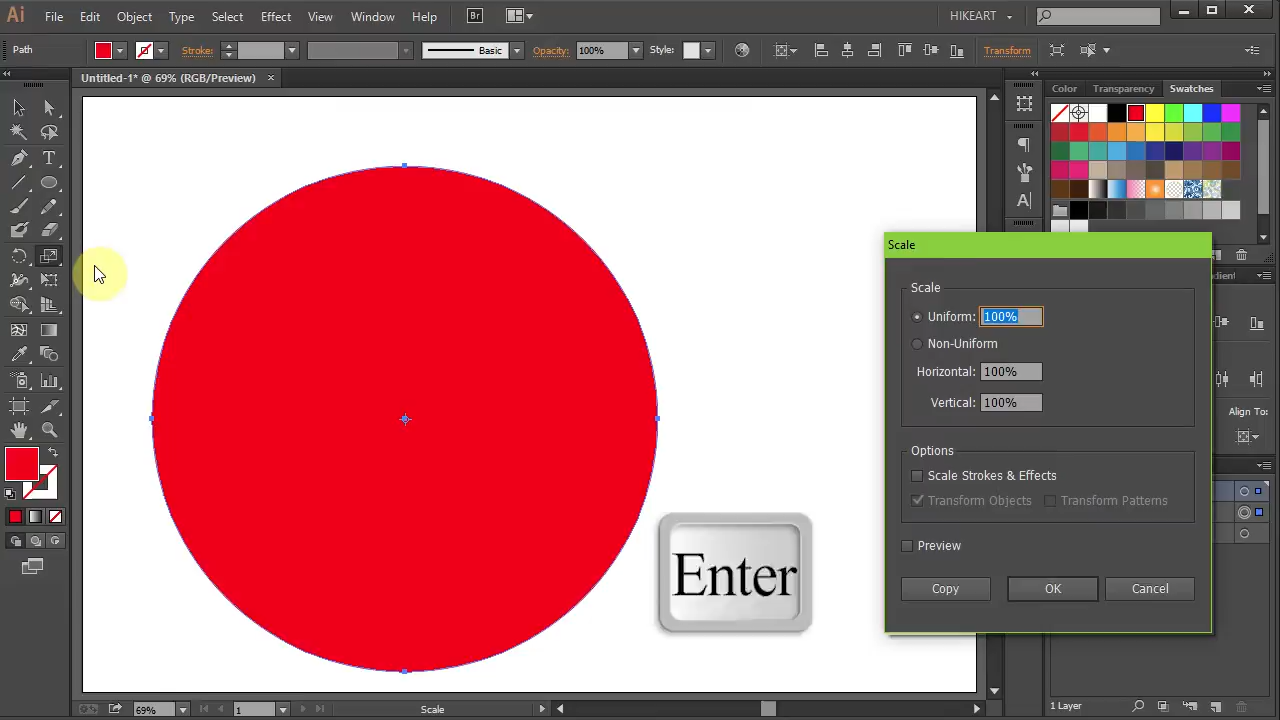 Ai File Edit Object Type Select Effect View Window Help Br HIKEART
Path Stroke: Basic Opacity: 100% Style: Transform
Untitled-1* @ 69% (RGB/Preview) ×
Color Transparency Swatches
Scale
Scale
Uniform: 100%
Non-Uniform
Horizontal: 100%
Vertical: 100%
Align To:
Options
Scale Strokes & Effects
Transform Objects Transform Patterns
Preview
Copy OK Cancel
Enter
69% 1 Scale
1 Layer